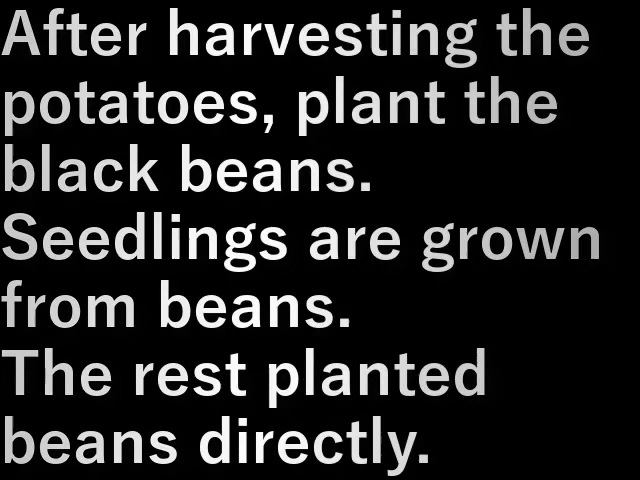 After harvesting the
potatoes, plant the
black beans.
Seedlings are grown
from beans.
The rest planted
beans directly.